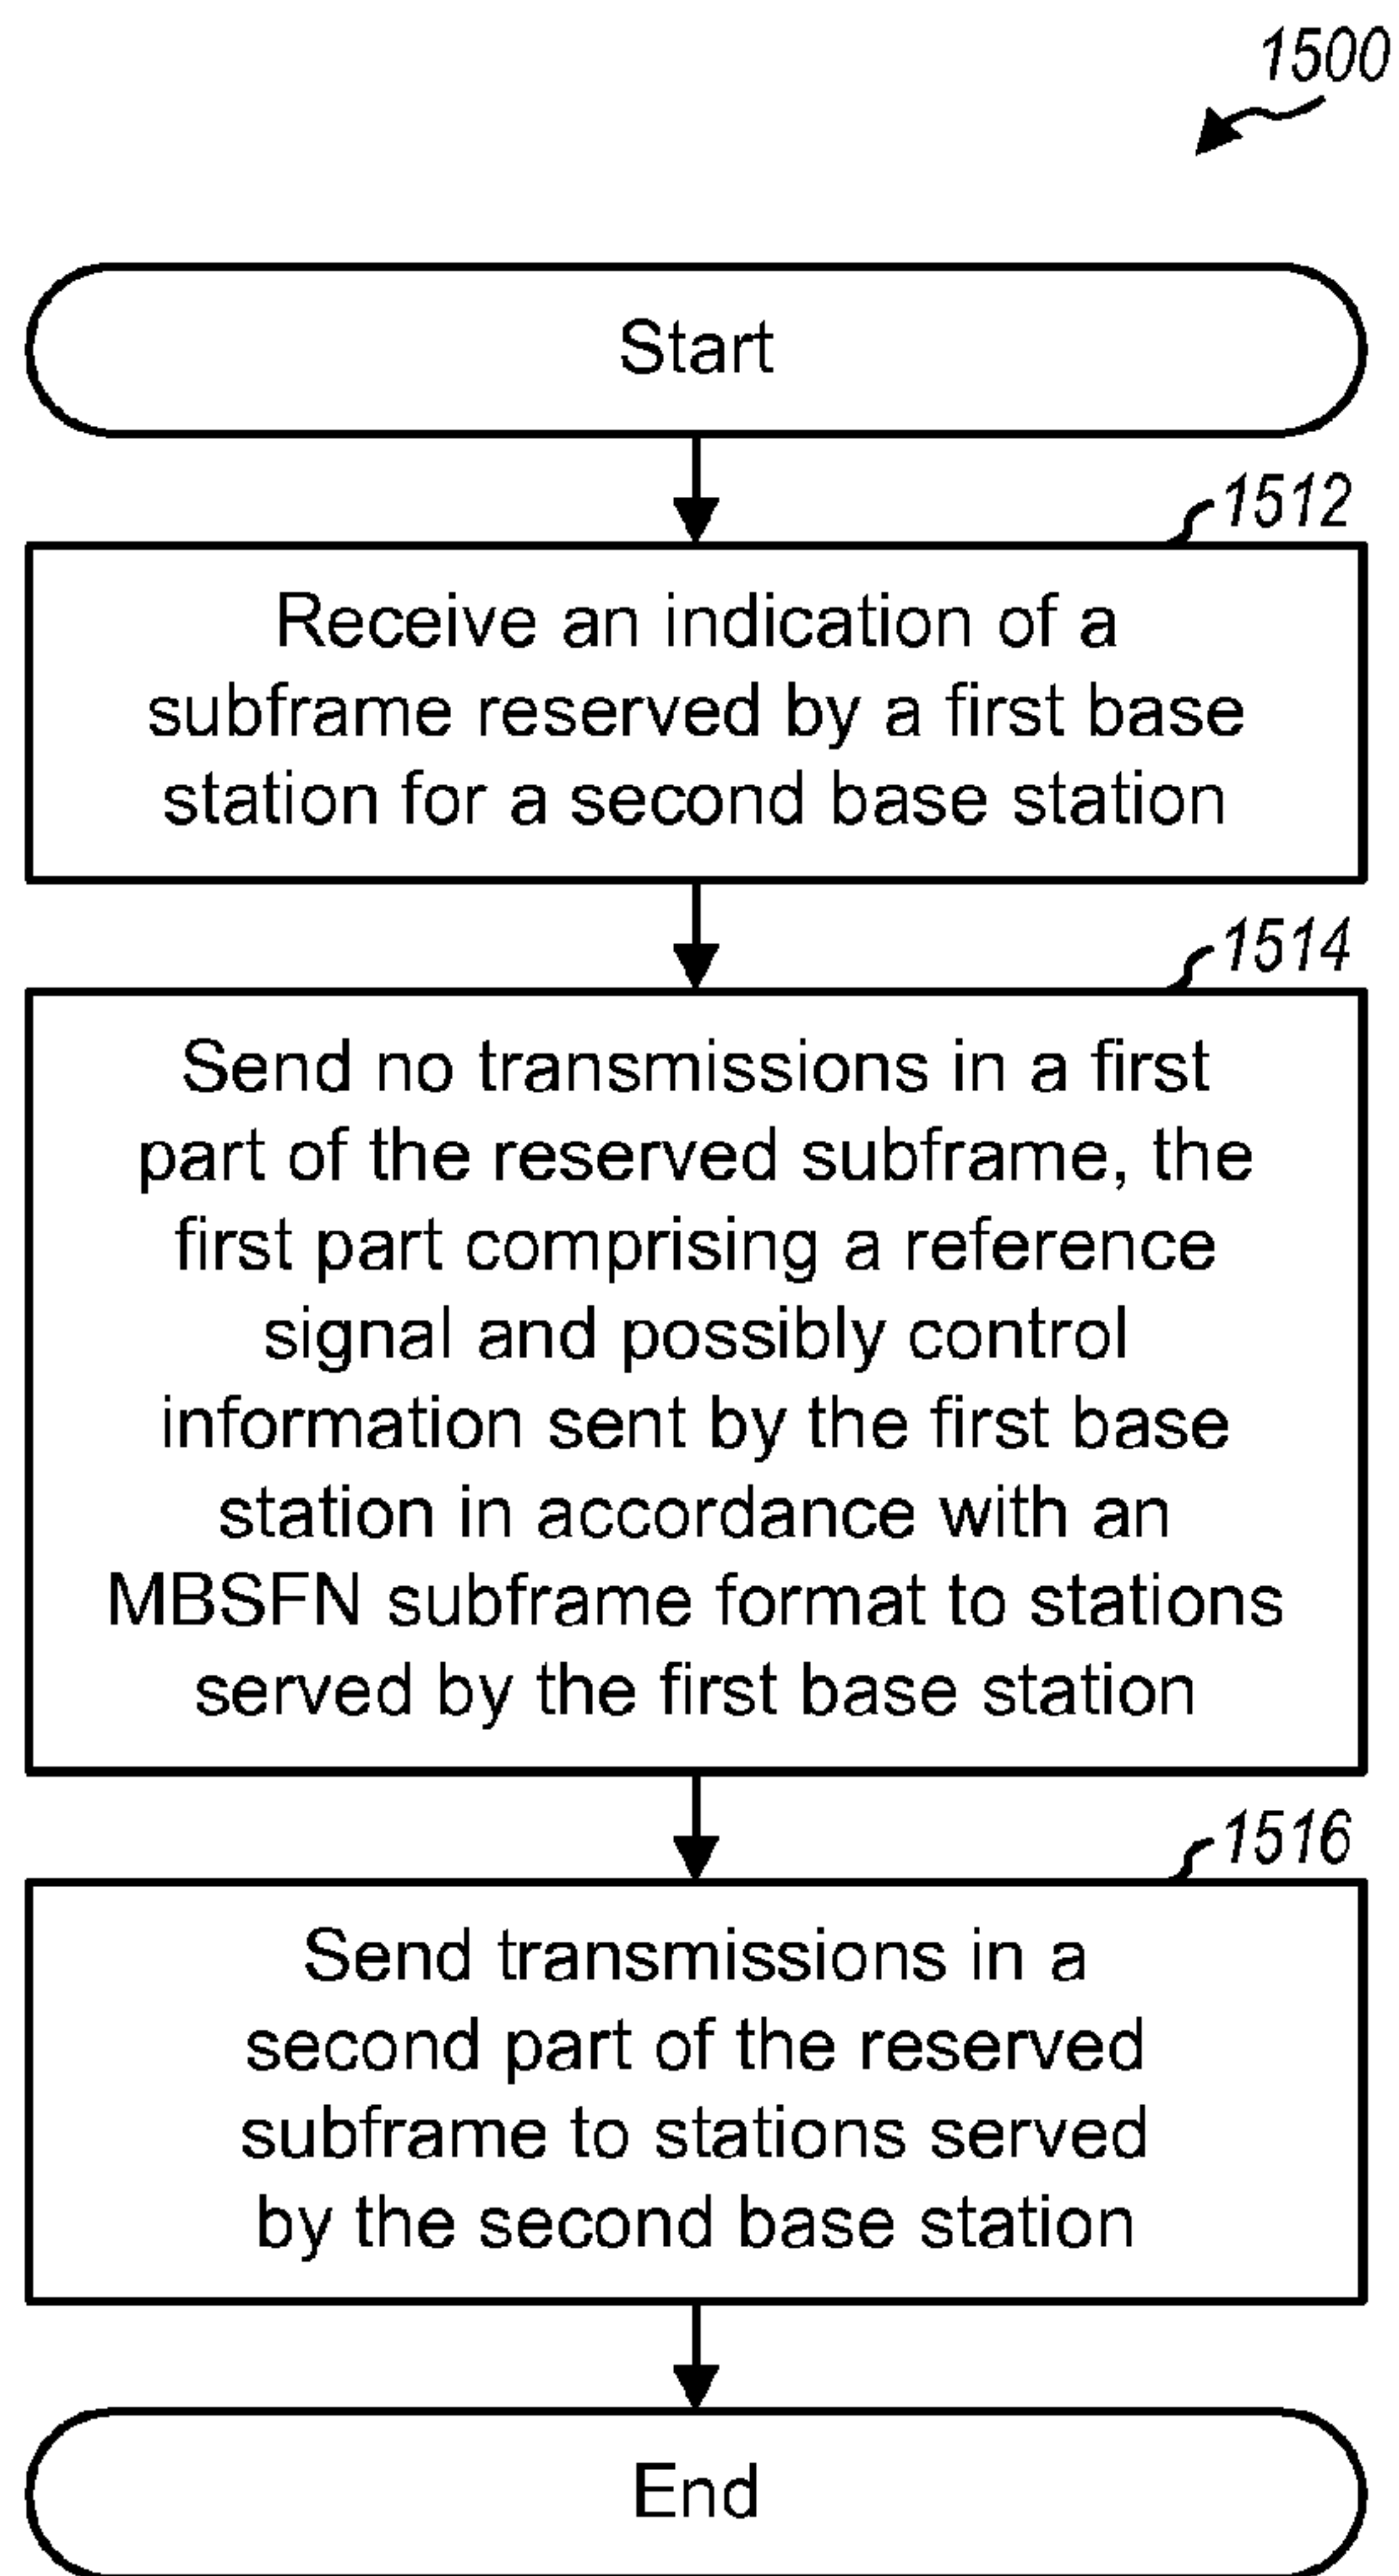 1500
Start
1512
Receive an indication of a
subframe reserved by a first base
station for a second base station
1514
Send no transmissions in a first
part of the reserved subframe, the
first part comprising a reference
signal and possibly control
information sent by the first base
station in accordance with an
MBSFN subframe format to stations
served by the first base station
1516
Send transmissions in a
second part of the reserved
subframe to stations served
by the second base station
End